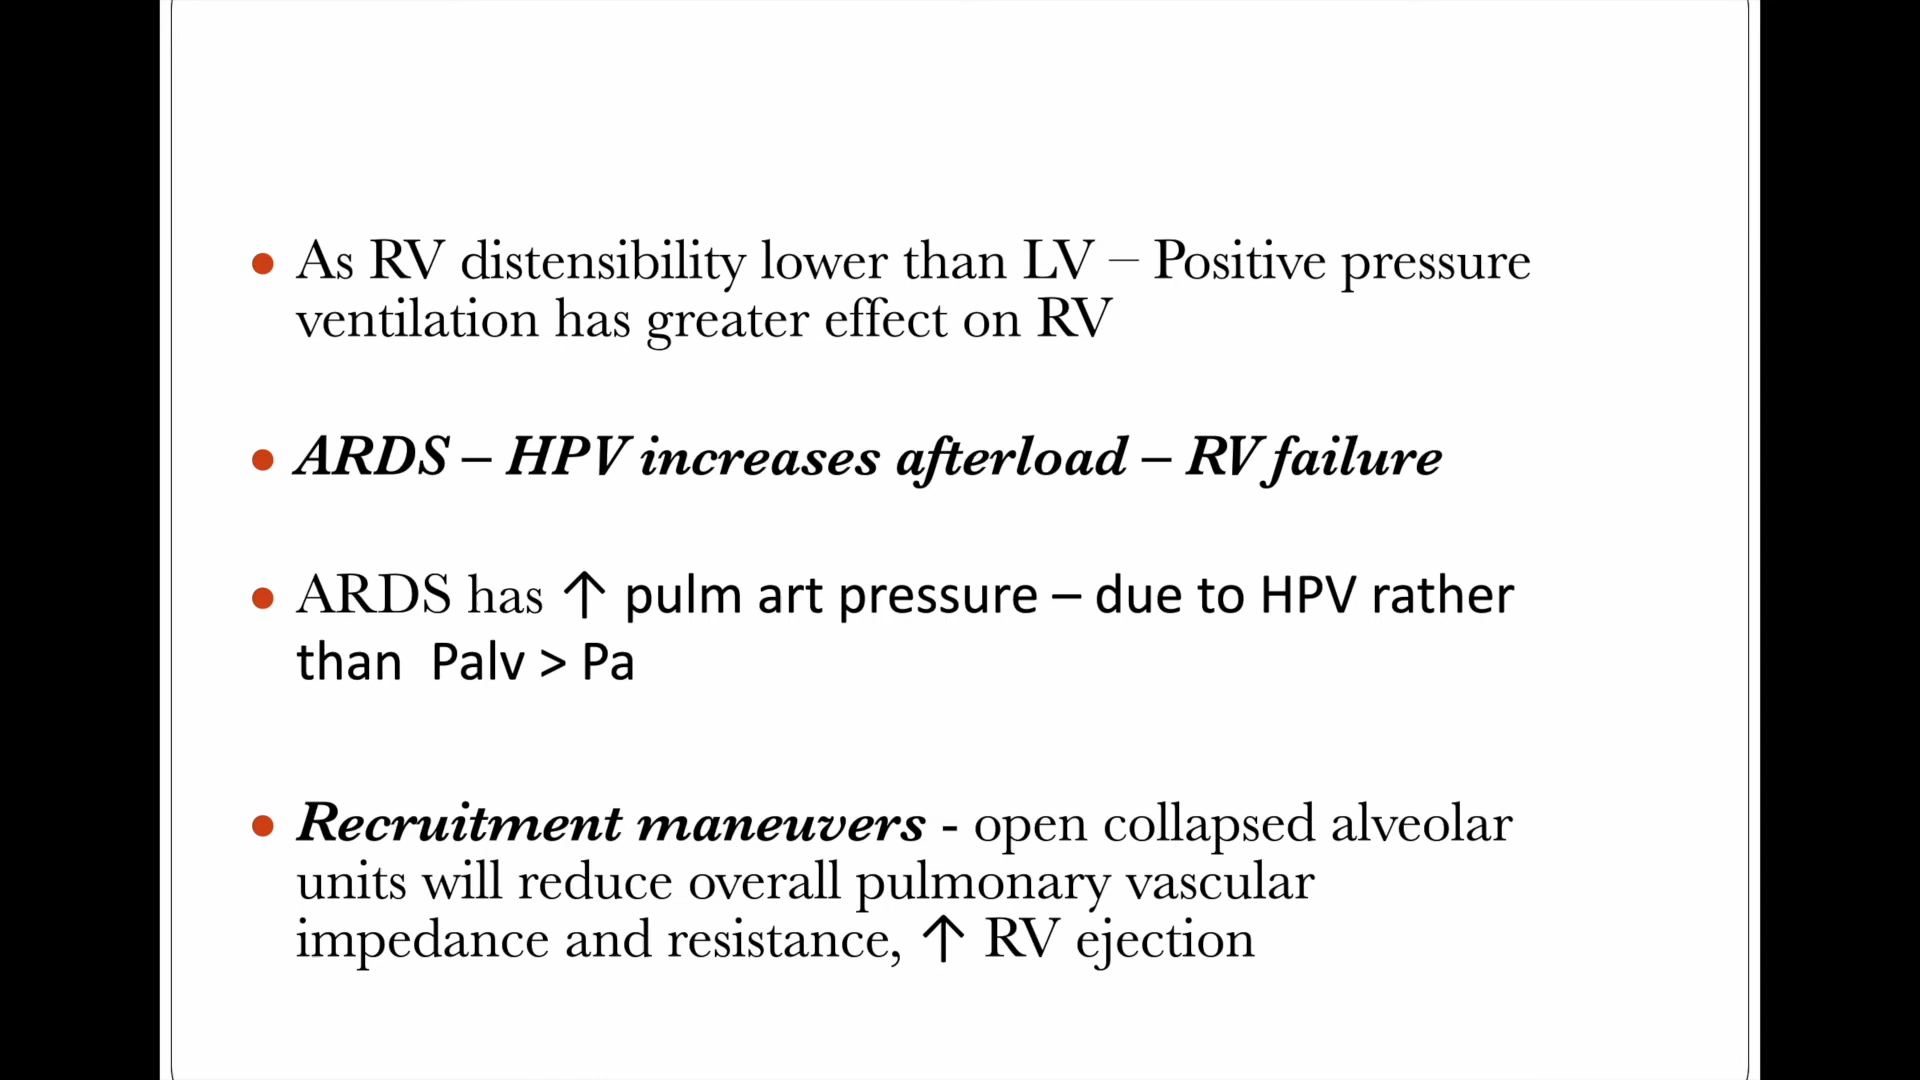 • As RV distensibility lower than LV – Positive pressure
ventilation has greater effect on RV
• ARDS – HPV increases afterload – RV failure
• ARDS has ↑ pulm art pressure – due to HPV rather
than  Palv > Pa
• Recruitment maneuvers - open collapsed alveolar
units will reduce overall pulmonary vascular
impedance and resistance, ↑ RV ejection